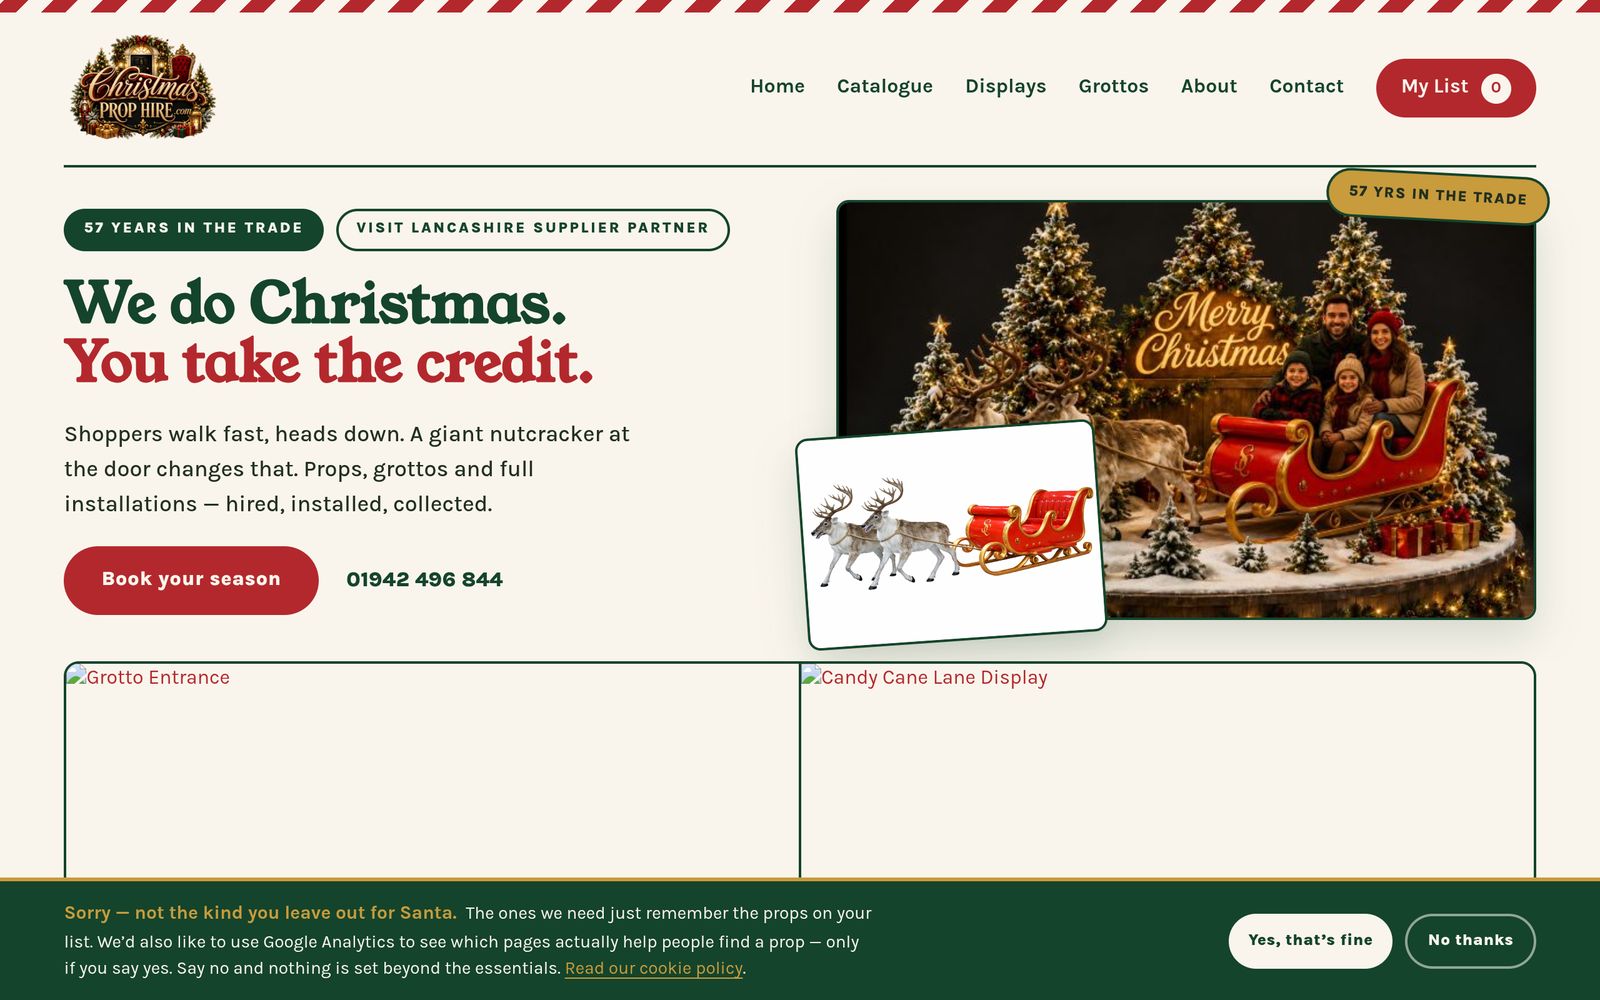 Christmas
PROP HIRE
.com
Home
Catalogue
Displays
Grottos
About
Contact
My List 0
57 YEARS IN THE TRADE
VISIT LANCASHIRE SUPPLIER PARTNER
57 YRS IN THE TRADE
We do Christmas.
You take the credit.
Merry
Christmas
Shoppers walk fast, heads down. A giant nutcracker at
the door changes that. Props, grottos and full
installations — hired, installed, collected.
Book your season
01942 496 844
Grotto Entrance
Candy Cane Lane Display
Sorry — not the kind you leave out for Santa. The ones we need just remember the props on your
list. We’d also like to use Google Analytics to see which pages actually help people find a prop — only
if you say yes. Say no and nothing is set beyond the essentials. Read our cookie policy.
Yes, that’s fine
No thanks